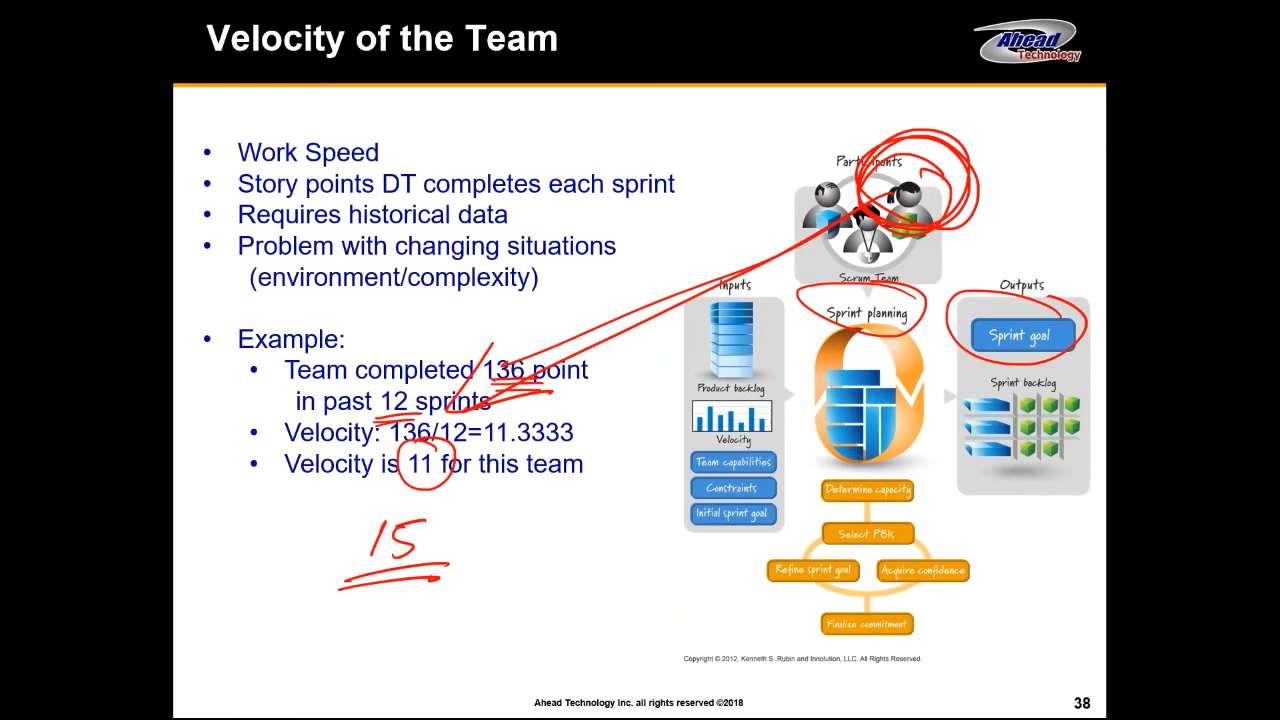 Velocity of the Team
Ahead
Technology
• Work Speed
• Story points DT completes each sprint
• Requires historical data
• Problem with changing situations
(environment/complexity)
• Example:
• Team completed 136 point
in past 12 sprints
• Velocity: 136/12=11.3333
• Velocity is 11 for this team
15
Participants
Scrum Team
Inputs
Product backlog
Velocity
Team capabilities
Constraints
Initial sprint goal
Sprint planning
Determine capacity
Select PBIs
Refine sprint goal
Acquire confidence
Finalize commitment
Outputs
Sprint goal
Sprint backlog
Copyright © 2012, Kenneth S. Rubin and Innolution, LLC. All Rights Reserved.
Ahead Technology Inc. all rights reserved ©2018
38